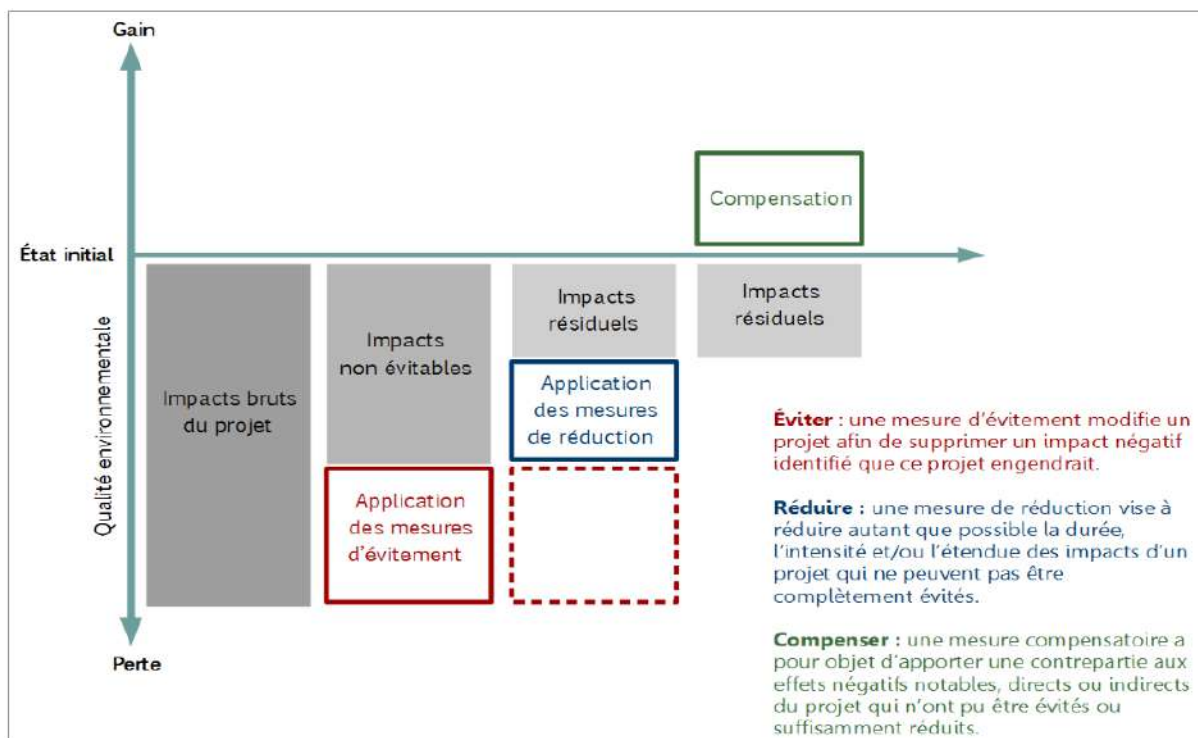 Gain
Compensation
État initial
Impacts
résiduels
Impacts
résiduels
Impacts
non évitables
Impacts bruts
du projet
Application
des mesures
de réduction
Application
des mesures
d'évitement
Qualité environnementale
Perte
Éviter : une mesure d'évitement modifie un
projet afin de supprimer un impact négatif
identifié que ce projet engendrait.
Réduire : une mesure de réduction vise à
réduire autant que possible la durée,
l'intensité et/ou l'étendue des impacts d'un
projet qui ne peuvent pas être
complètement évités.
Compenser : une mesure compensatoire a
pour objet d'apporter une contrepartie aux
effets négatifs notables, directs ou indirects
du projet qui n'ont pu être évités ou
suffisamment réduits.